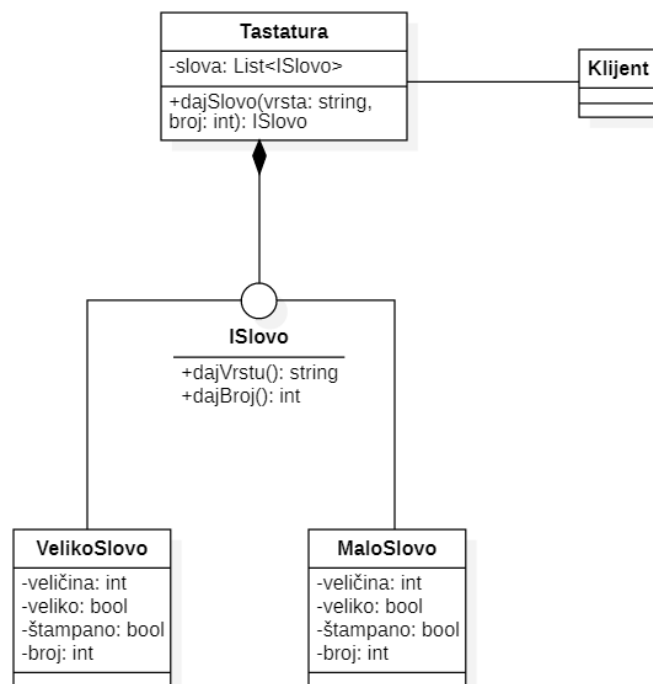 Tastatura
-slova: List<ISlovo>
+dajSlovo(vrsta: string,
broj: int): ISlovo
Klijent
ISlovo
+dajVrstu(): string
+dajBroj(): int
VelikoSlovo
-veličina: int
-veliko: bool
-štampano: bool
-broj: int
MaloSlovo
-veličina: int
-veliko: bool
-štampano: bool
-broj: int